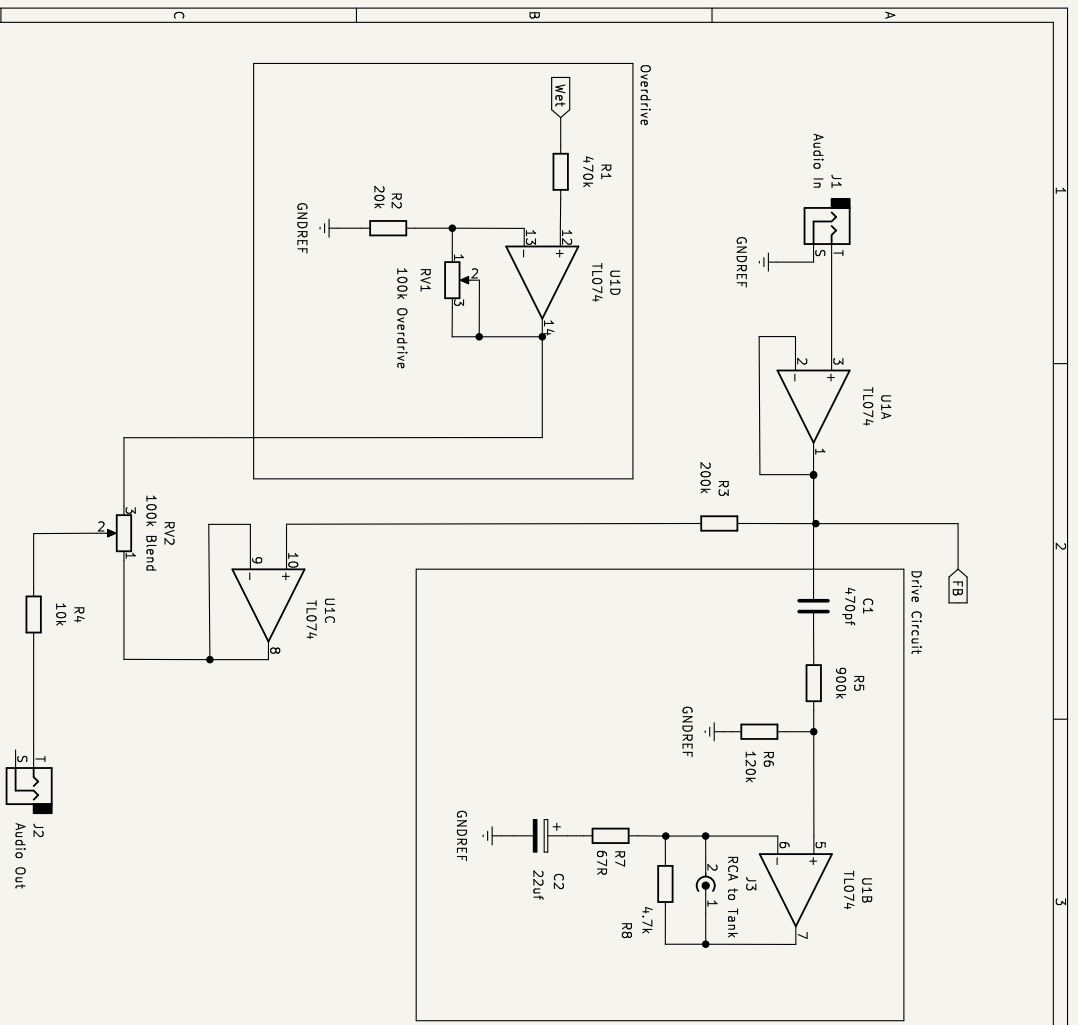 1
2
3
A
B
C
Audio In
J1
T
S
GNDREF
3
2
+
−
1
U1A
TL074
Overdrive
Wet
R1
470k
12
13
+
−
14
U1D
TL074
R2
20k
GNDREF
1
2
3
RV1
100k Overdrive
R3
200k
FB
Drive Circuit
C1
470pf
R5
900k
R6
120k
GNDREF
5
6
+
−
7
U1B
TL074
J3
RCA to Tank
2
1
4.7k
R8
R7
67R
C2
22uf
+
GNDREF
10
9
+
−
8
U1C
TL074
RV2
100k Blend
3
2
1
R4
10k
T
S
J2
Audio Out